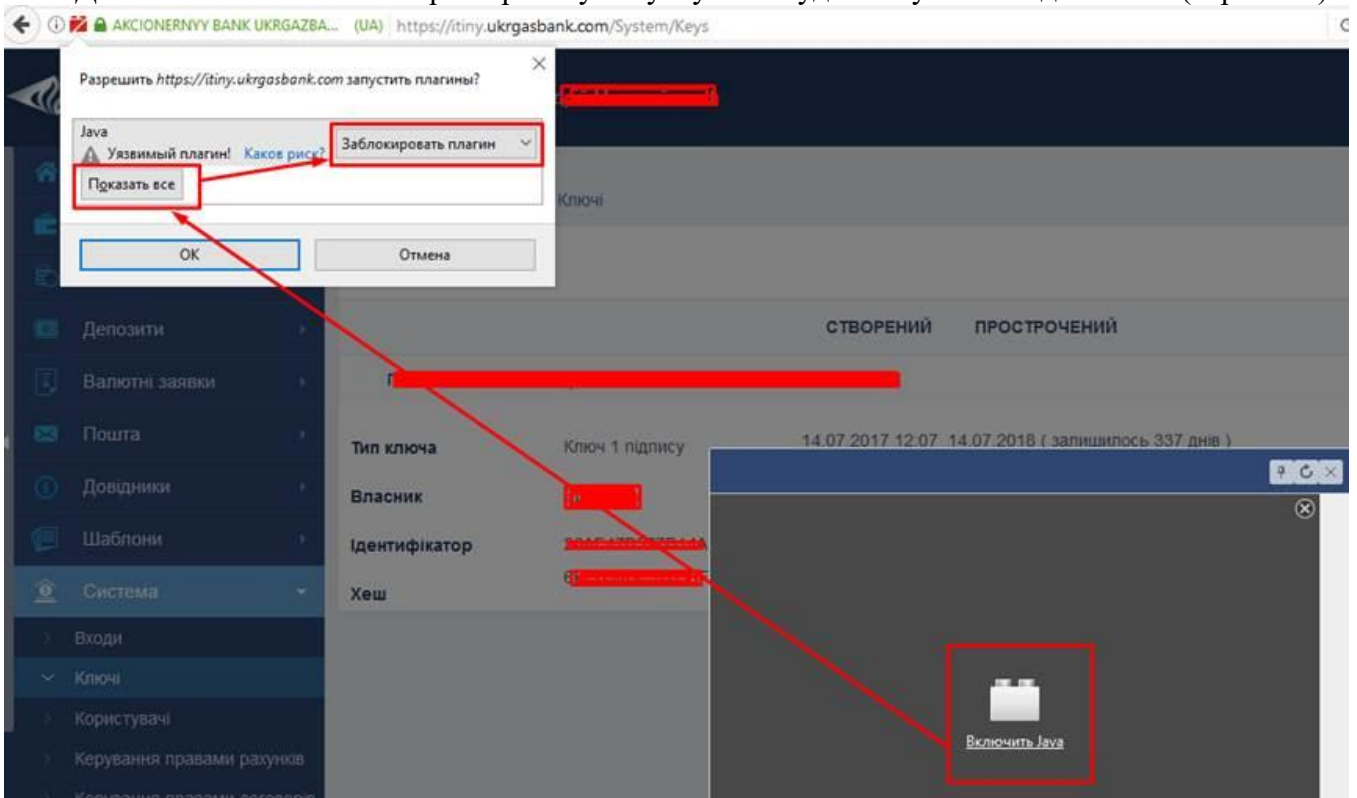 AKCIONERNYY BANK UKRGAZBA... (UA) https://itiny.ukrgasbank.com/System/Keys
Разрешить https://itiny.ukrgasbank.com запустить плагины?
Java
Уязвимый плагин! Каков риск?
Заблокировать плагин
Показать все
ОК
Отмена
Ключі
СТВОРЕНИЙ ПРОСТРОЧЕНИЙ
Депозити
Валютні заявки
Пошта
Довідники
Шаблони
Система
Входи
Ключі
Користувачі
Керування правами рахунків
Тип ключа
Ключ 1 підпису
14.07.2017 12:07 14.07.2018 ( залишилось 337 днів )
Власник
Ідентифікатор
Хеш
Включить Java